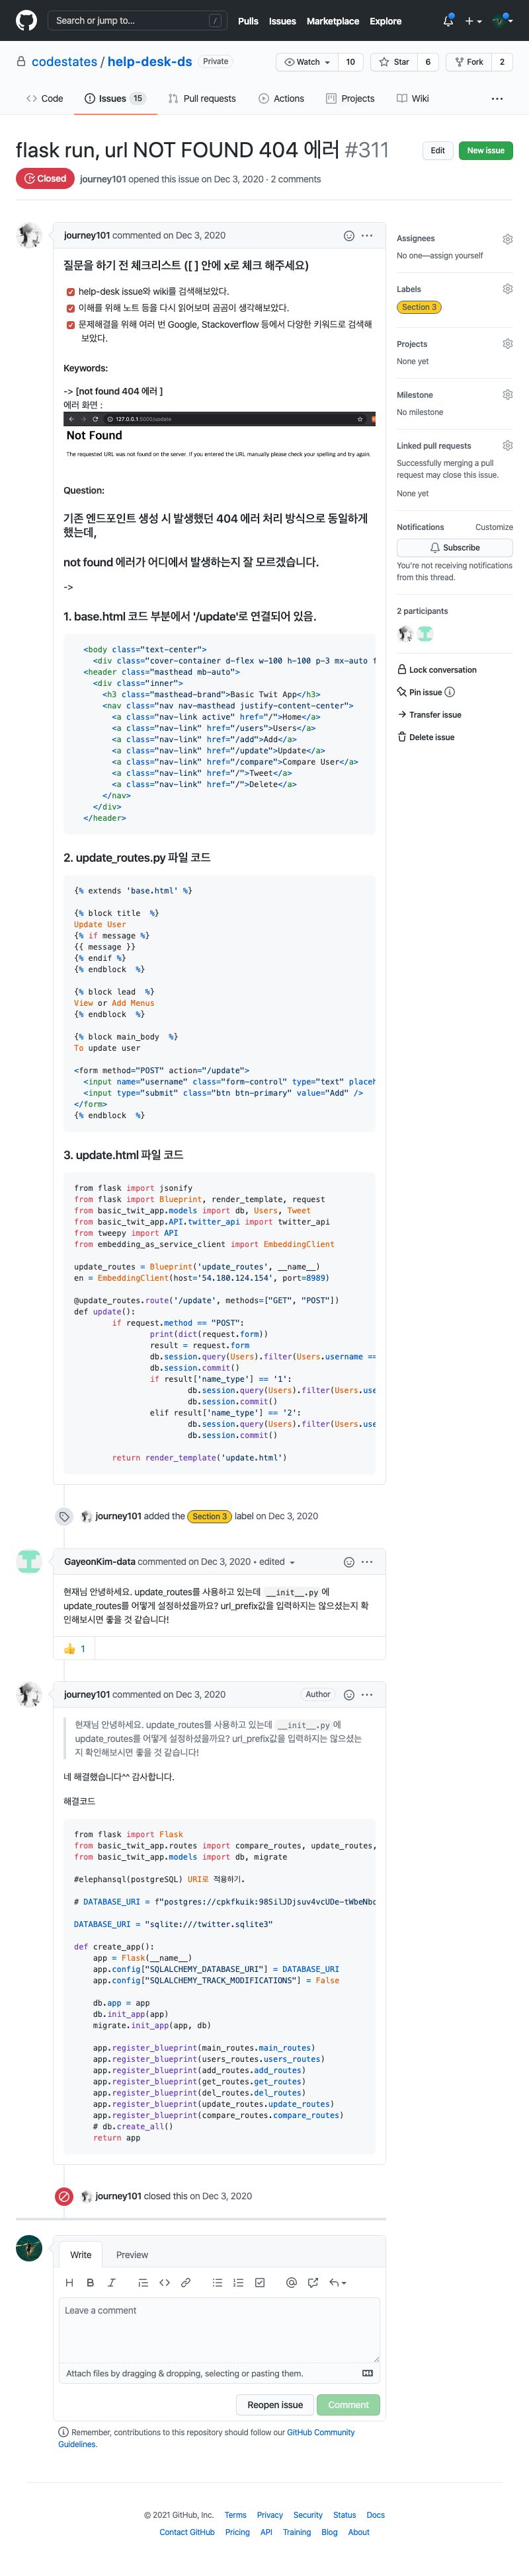 Search or jump to...
/
Pulls
Issues
Marketplace
Explore
codestates / help-desk-ds
Private
Watch
10
Star
6
Fork
2
Code
Issues
15
Pull requests
Actions
Projects
Wiki
flask run, url NOT FOUND 404 에러 #311
Edit
New issue
Closed
journey101 opened this issue on Dec 3, 2020 · 2 comments
journey101 commented on Dec 3, 2020
질문을 하기 전 체크리스트 ([ ] 안에 x로 체크 해주세요)
help-desk issue와 wiki를 검색해보았다.
이해를 위해 노트 등을 다시 읽어보며 곰곰이 생각해보았다.
문제해결을 위해 여러 번 Google, Stackoverflow 등에서 다양한 키워드로 검색해
보았다.
Keywords:
-> [not found 404 에러 ]
에러 화면 :
127.0.0.1:5000/update
Not Found
The requested URL was not found on the server. If you entered the URL manually please check your spelling and try again.
Question:
기존 엔드포인트 생성 시 발생했던 404 에러 처리 방식으로 동일하게
했는데,
not found 에러가 어디에서 발생하는지 잘 모르겠습니다.
->
1. base.html 코드 부분에서 '/update'로 연결되어 있음.
<body class="text-center">
<div class="cover-container d-flex w-100 h-100 p-3 mx-auto f
<header class="masthead mb-auto">
<div class="inner">
<h3 class="masthead-brand">Basic Twit App</h3>
<nav class="nav nav-masthead justify-content-center">
<a class="nav-link active" href="/">Home</a>
<a class="nav-link" href="/users">Users</a>
<a class="nav-link" href="/add">Add</a>
<a class="nav-link" href="/update">Update</a>
<a class="nav-link" href="/compare">Compare User</a>
<a class="nav-link" href="/">Tweet</a>
<a class="nav-link" href="/">Delete</a>
</nav>
</div>
</header>
2. update_routes.py 파일 코드
{% extends 'base.html' %}
{% block title  %}
Update User
{% if message %}
{{ message }}
{% endif %}
{% endblock  %}
{% block lead  %}
View or Add Menus
{% endblock  %}
{% block main_body  %}
To update user
<form method="POST" action="/update">
<input name="username" class="form-control" type="text" placeh
<input type="submit" class="btn btn-primary" value="Add" />
</form>
{% endblock  %}
3. update.html 파일 코드
from flask import jsonify
from flask import Blueprint, render_template, request
from basic_twit_app.models import db, Users, Tweet
from basic_twit_app.API.twitter_api import twitter_api
from tweepy import API
from embedding_as_service_client import EmbeddingClient
update_routes = Blueprint('update_routes', __name__)
en = EmbeddingClient(host='54.180.124.154', port=8989)
@update_routes.route('/update', methods=["GET", "POST"])
def update():
if request.method == "POST":
print(dict(request.form))
result = request.form
db.session.query(Users).filter(Users.username ==
db.session.commit()
if result['name_type'] == '1':
db.session.query(Users).filter(Users.use
db.session.commit()
elif result['name_type'] == '2':
db.session.query(Users).filter(Users.use
db.session.commit()
return render_template('update.html')
journey101 added the Section 3 label on Dec 3, 2020
GayeonKim-data commented on Dec 3, 2020 • edited
현재님 안녕하세요. update_routes를 사용하고 있는데 __init__.py 에
update_routes를 어떻게 설정하셨을까요? url_prefix값을 입력하지는 않으셨는지 확
인해보시면 좋을 것 같습니다!
👍 1
journey101 commented on Dec 3, 2020
Author
현재님 안녕하세요. update_routes를 사용하고 있는데 __init__.py 에
update_routes를 어떻게 설정하셨을까요? url_prefix값을 입력하지는 않으셨는
지 확인해보시면 좋을 것 같습니다!
네 해결했습니다^^ 감사합니다.
해결코드
from flask import Flask
from basic_twit_app.routes import compare_routes, update_routes,
from basic_twit_app.models import db, migrate
#elephansql(postgreSQL) URI로 적용하기.
# DATABASE_URI = f"postgres://cpkfkuik:98SilJDjsuv4vcUDe-tWbeNbc
DATABASE_URI = "sqlite:///twitter.sqlite3"
def create_app():
app = Flask(__name__)
app.config["SQLALCHEMY_DATABASE_URI"] = DATABASE_URI
app.config["SQLALCHEMY_TRACK_MODIFICATIONS"] = False
db.app = app
db.init_app(app)
migrate.init_app(app, db)
app.register_blueprint(main_routes.main_routes)
app.register_blueprint(users_routes.users_routes)
app.register_blueprint(add_routes.add_routes)
app.register_blueprint(get_routes.get_routes)
app.register_blueprint(del_routes.del_routes)
app.register_blueprint(update_routes.update_routes)
app.register_blueprint(compare_routes.compare_routes)
# db.create_all()
return app
journey101 closed this on Dec 3, 2020
Write
Preview
Leave a comment
Attach files by dragging & dropping, selecting or pasting them.
Reopen issue
Comment
Remember, contributions to this repository should follow our GitHub Community
Guidelines.
Assignees
No one—assign yourself
Labels
Section 3
Projects
None yet
Milestone
No milestone
Linked pull requests
Successfully merging a pull
request may close this issue.
None yet
Notifications
Customize
Subscribe
You're not receiving notifications
from this thread.
2 participants
Lock conversation
Pin issue
Transfer issue
Delete issue
© 2021 GitHub, Inc.
Terms
Privacy
Security
Status
Docs
Contact GitHub
Pricing
API
Training
Blog
About